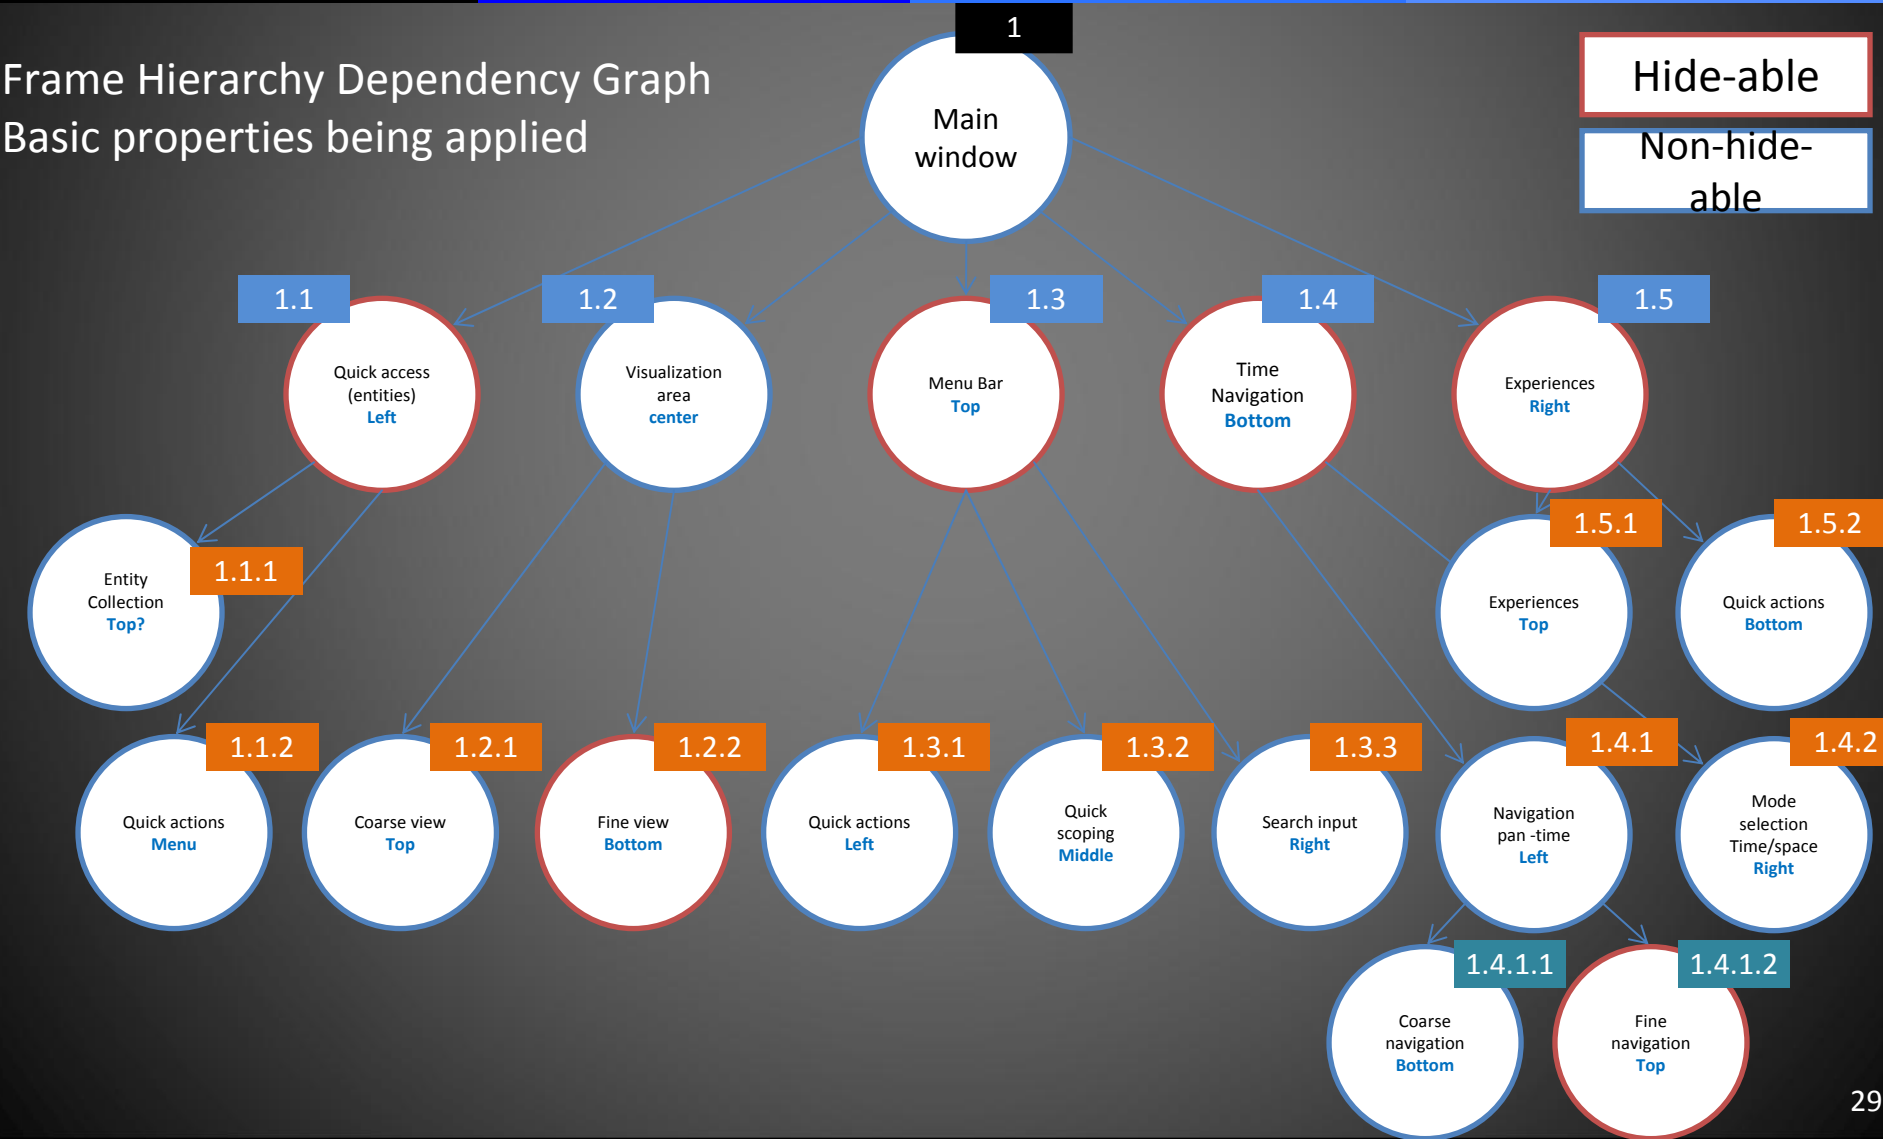 1
Frame Hierarchy Dependency Graph
Basic properties being applied
Main
window
Hide-able
Non-hide-
able
1.1
Quick access
(entities)
Left
1.2
Visualization
area
center
1.3
Menu Bar
Top
1.4
Time
Navigation
Bottom
1.5
Experiences
Right
1.1.1
Entity
Collection
Top?
1.5.1
Experiences
Top
1.5.2
Quick actions
Bottom
1.1.2
Quick actions
Menu
1.2.1
Coarse view
Top
1.2.2
Fine view
Bottom
1.3.1
Quick actions
Left
1.3.2
Quick
scoping
Middle
1.3.3
Search input
Right
1.4.1
Navigation
pan -time
Left
1.4.2
Mode
selection
Time/space
Right
1.4.1.1
Coarse
navigation
Bottom
1.4.1.2
Fine
navigation
Top
29